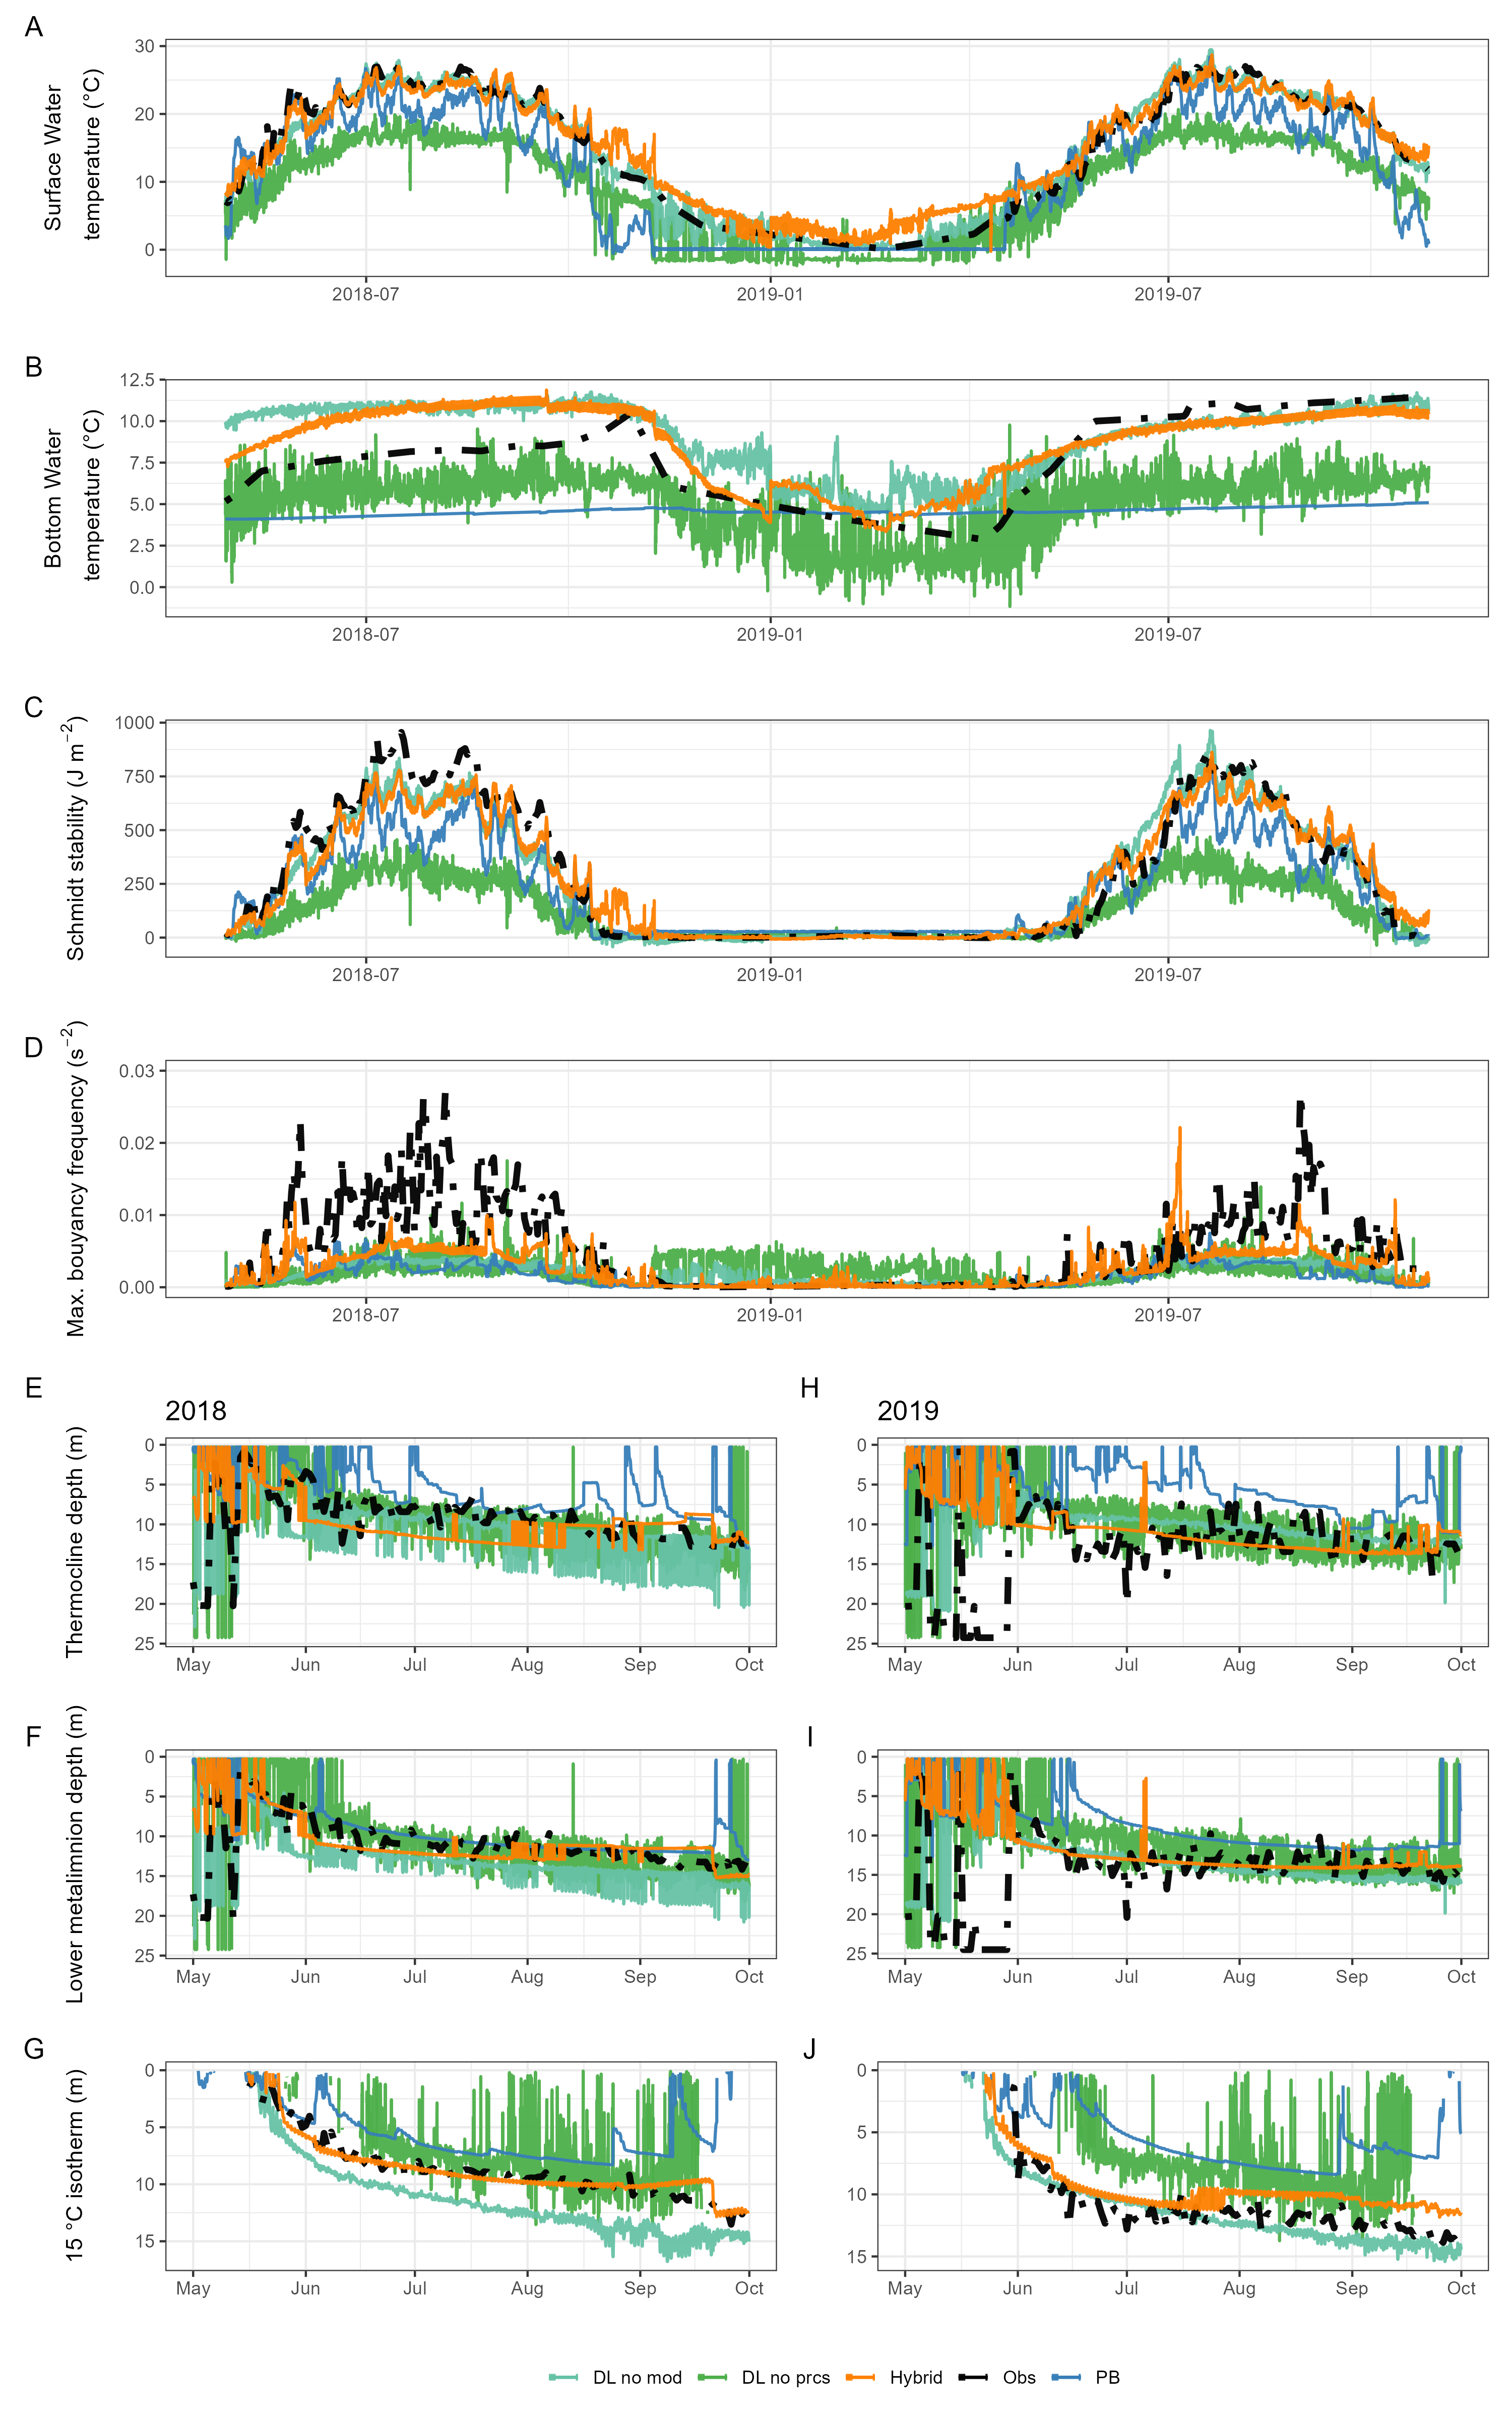 A
Surface Water
temperature (°C)
30
20
10
0
2018-07 2019-01 2019-07
B
Bottom Water
temperature (°C)
12.5
10.0
7.5
5.0
2.5
0.0
2018-07 2019-01 2019-07
C
Schmidt stability (J m⁻²)
1000
750
500
250
0
2018-07 2019-01 2019-07
D
Max. bouyancy frequency (s⁻²)
0.03
0.02
0.01
0.00
2018-07 2019-01 2019-07
E
2018
Thermocline depth (m)
0
5
10
15
20
25
May Jun Jul Aug Sep Oct
H
2019
0
5
10
15
20
25
May Jun Jul Aug Sep Oct
F
Lower metalimnion depth (m)
0
5
10
15
20
25
May Jun Jul Aug Sep Oct
I
0
5
10
15
20
25
May Jun Jul Aug Sep Oct
G
15 °C isotherm (m)
0
5
10
15
May Jun Jul Aug Sep Oct
J
0
5
10
15
May Jun Jul Aug Sep Oct
DL no mod DL no prcs Hybrid Obs PB